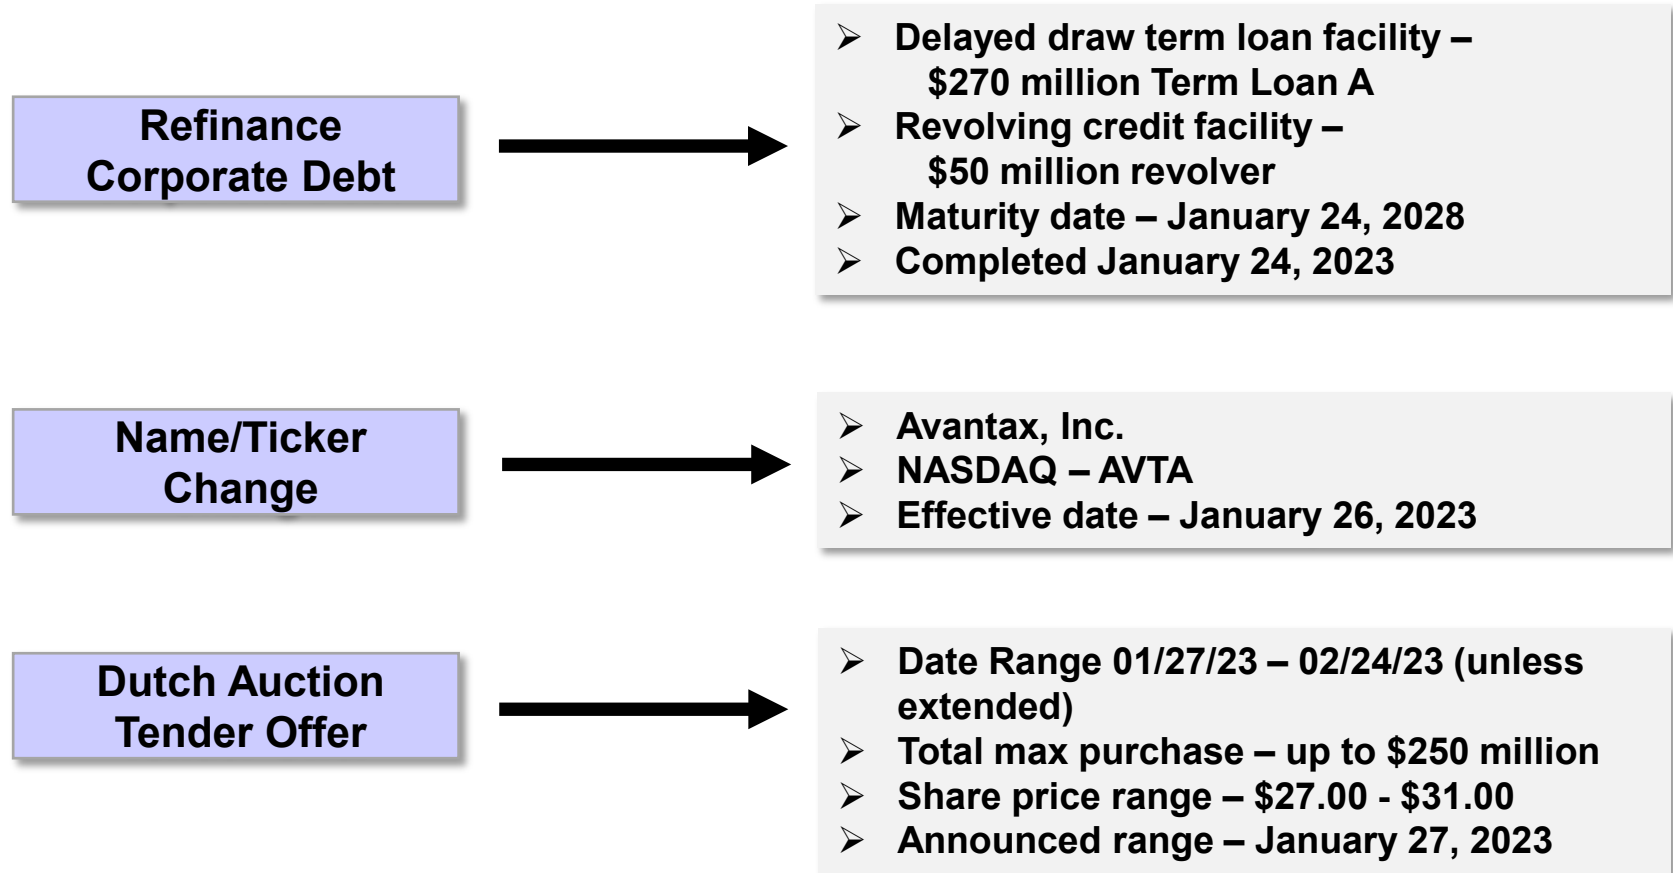 Refinance
Corporate Debt
➢ Delayed draw term loan facility –
$270 million Term Loan A
➢ Revolving credit facility –
$50 million revolver
➢ Maturity date – January 24, 2028
➢ Completed January 24, 2023
Name/Ticker
Change
➢ Avantax, Inc.
➢ NASDAQ – AVTA
➢ Effective date – January 26, 2023
Dutch Auction
Tender Offer
➢ Date Range 01/27/23 – 02/24/23 (unless
extended)
➢ Total max purchase – up to $250 million
➢ Share price range – $27.00 - $31.00
➢ Announced range – January 27, 2023